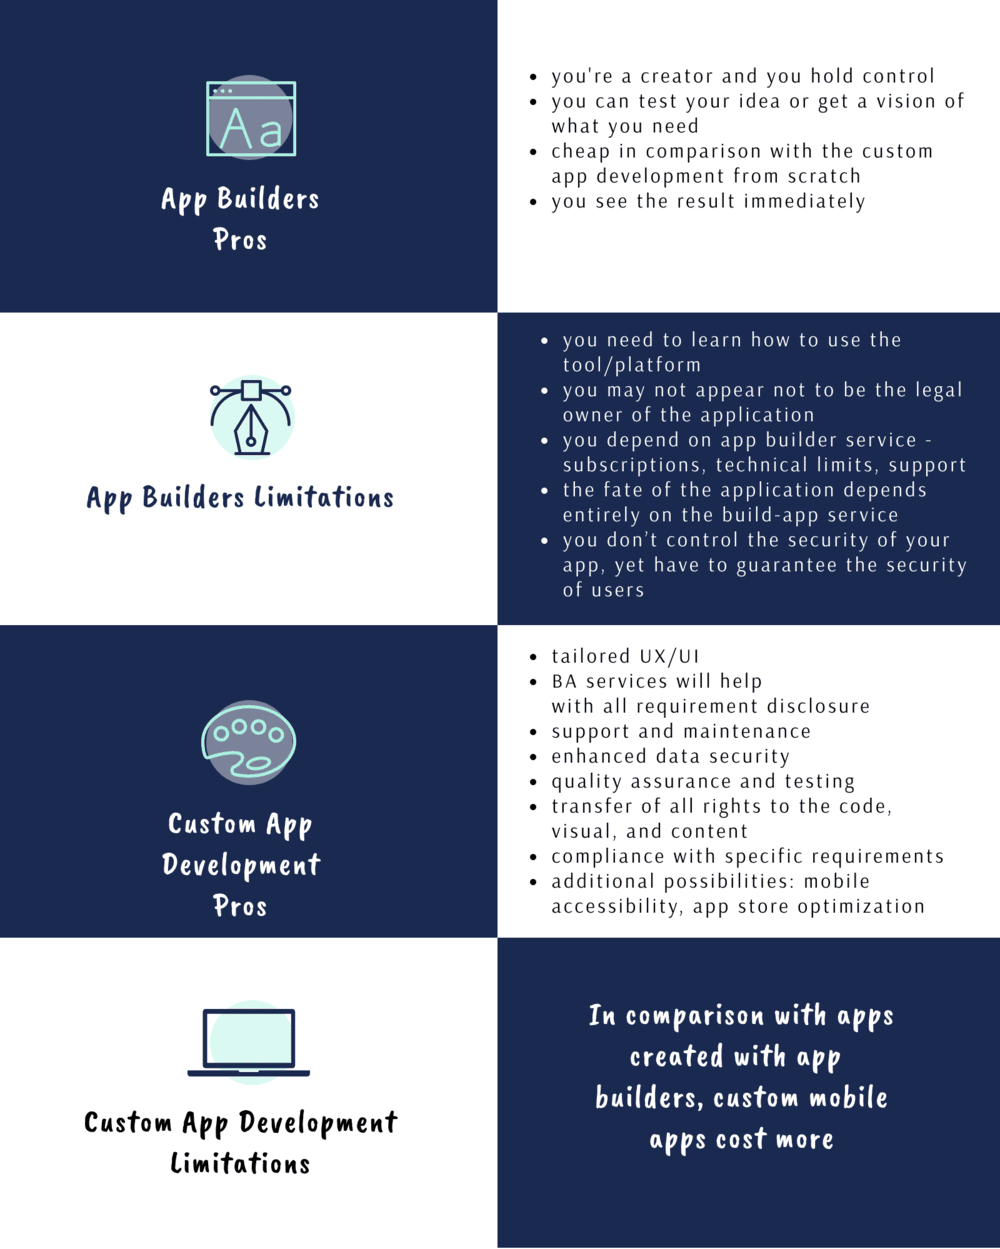 Aa
App Builders
Pros
• you're a creator and you hold control
• you can test your idea or get a vision of
what you need
• cheap in comparison with the custom
app development from scratch
• you see the result immediately
App Builders Limitations
• you need to learn how to use the
tool/platform
• you may not appear not to be the legal
owner of the application
• you depend on app builder service -
subscriptions, technical limits, support
• the fate of the application depends
entirely on the build-app service
• you don’t control the security of your
app, yet have to guarantee the security
of users
Custom App
Development
Pros
• tailored UX/UI
• BA services will help
with all requirement disclosure
• support and maintenance
• enhanced data security
• quality assurance and testing
• transfer of all rights to the code,
visual, and content
• compliance with specific requirements
• additional possibilities: mobile
accessibility, app store optimization
Custom App Development
Limitations
In comparison with apps
created with app
builders, custom mobile
apps cost more